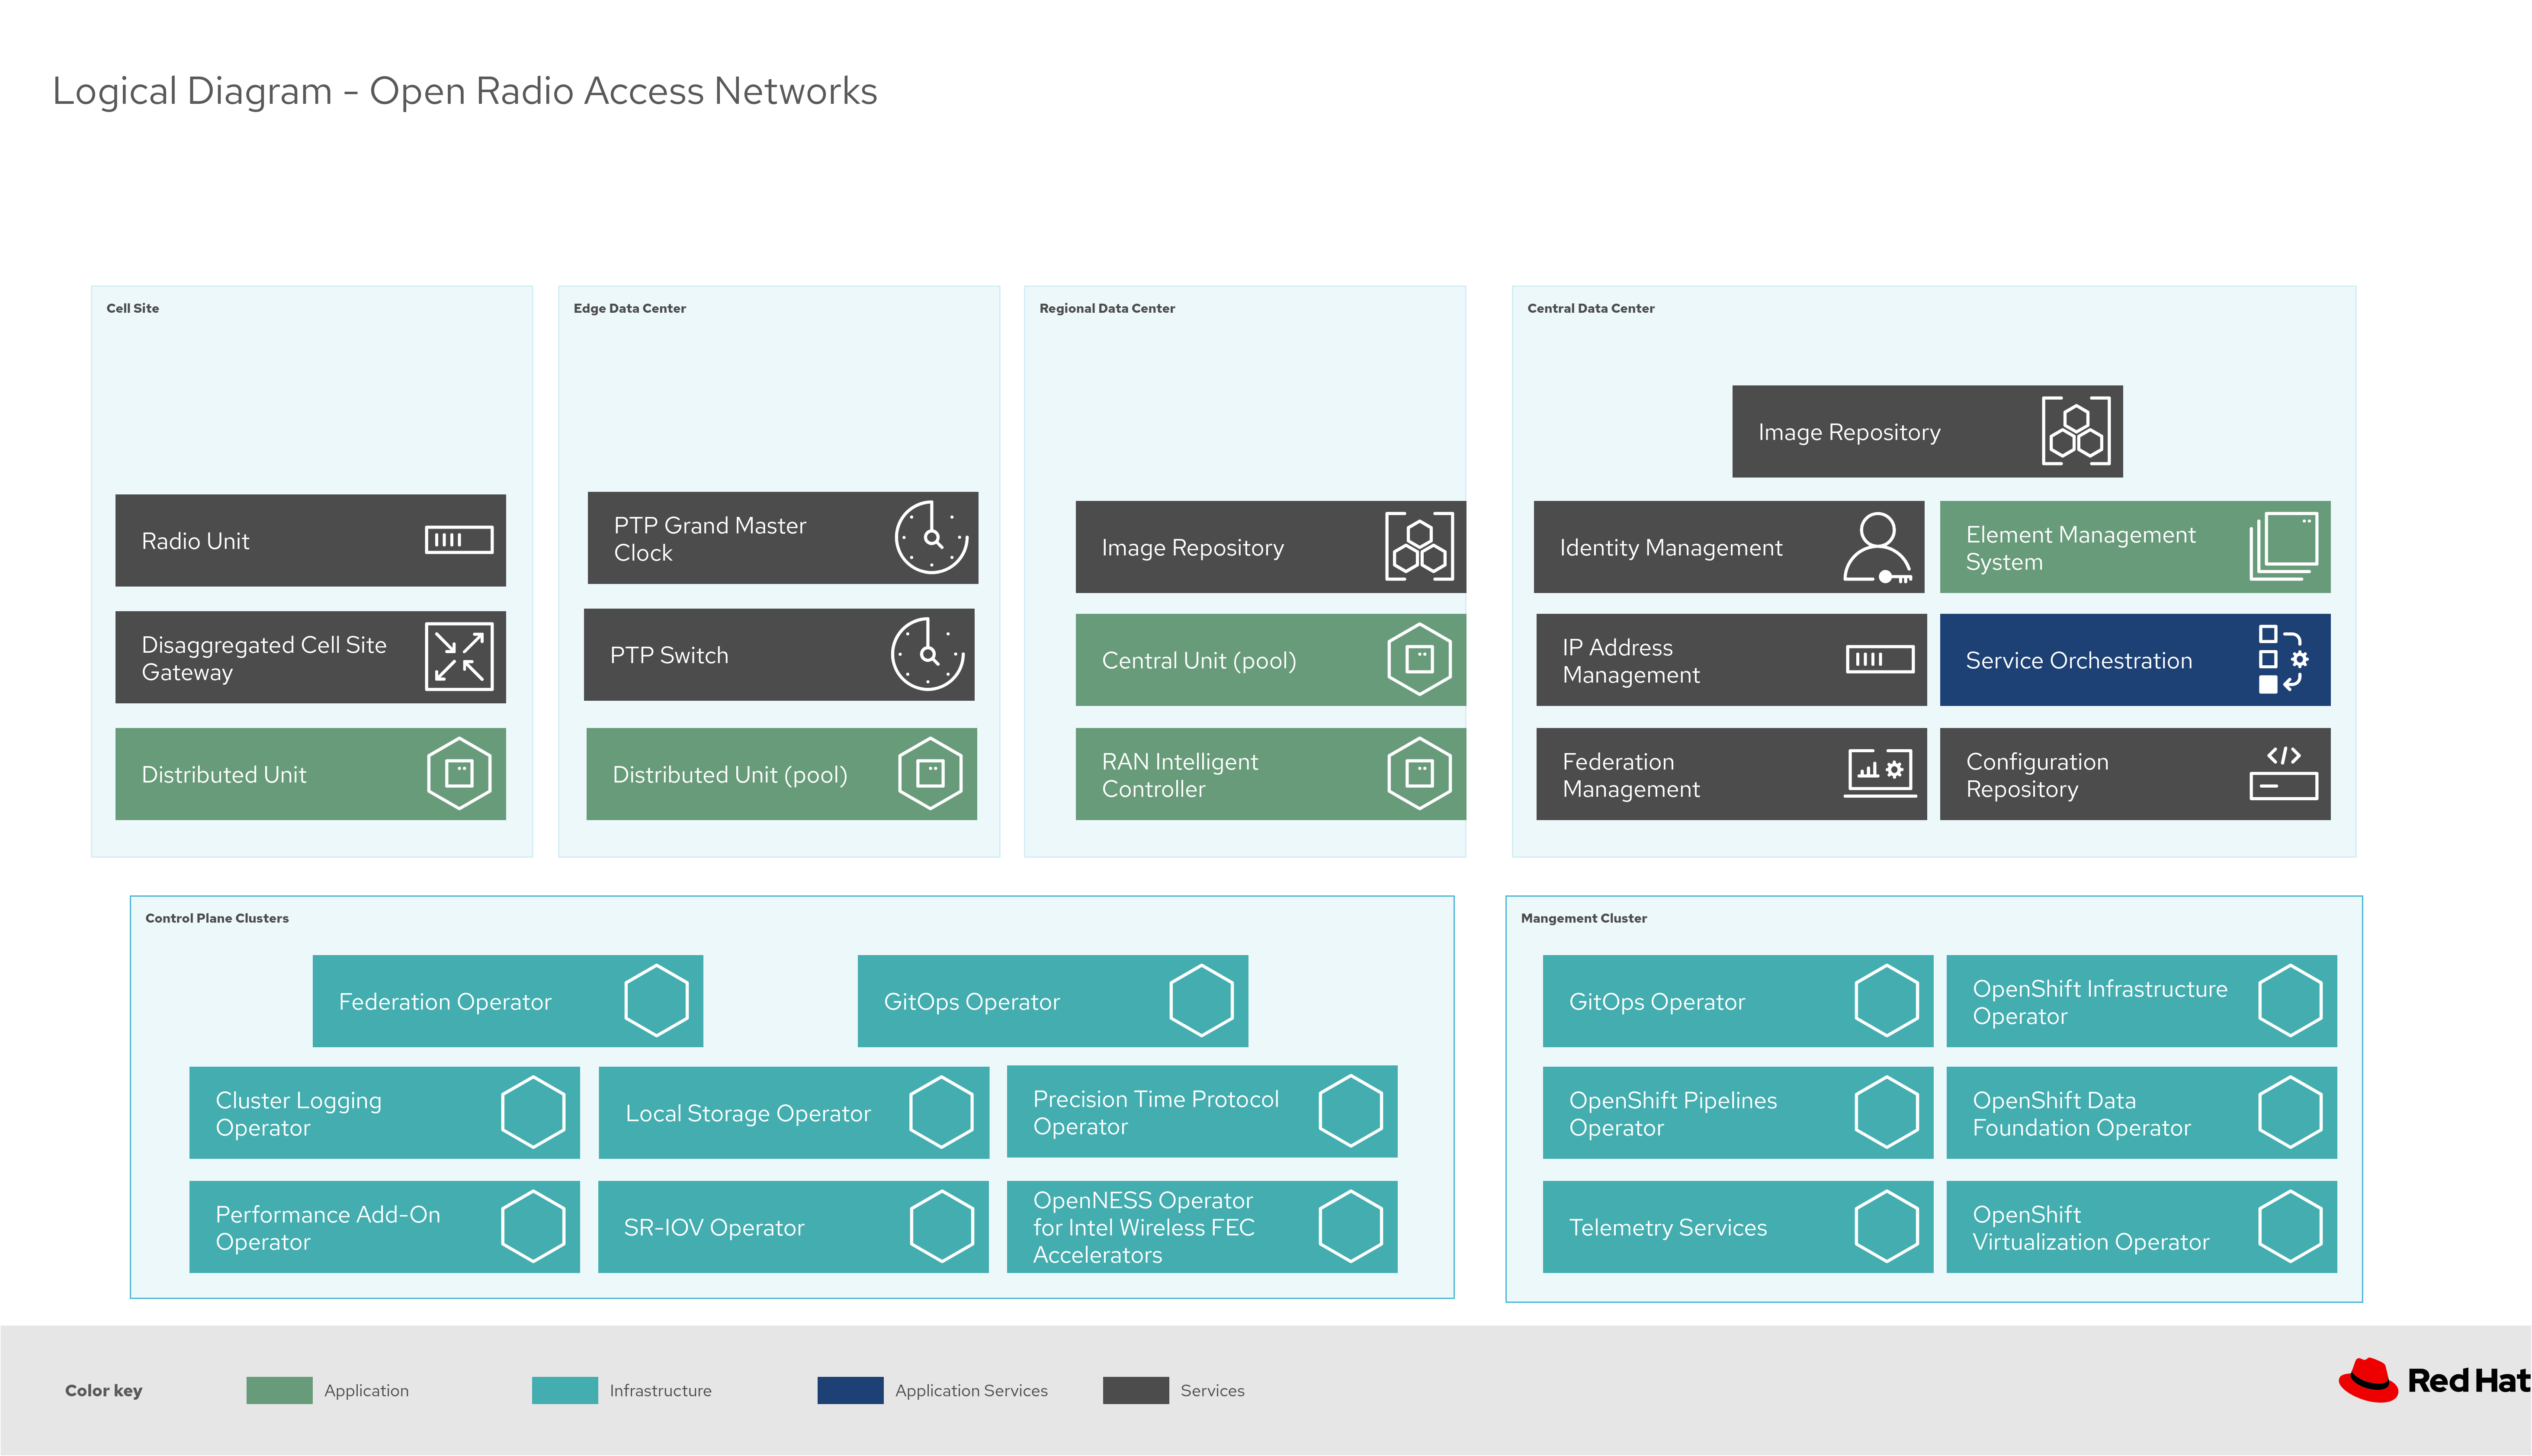 Logical Diagram - Open Radio Access Networks
Cell Site
Radio Unit
Disaggregated Cell Site
Gateway
Distributed Unit
Edge Data Center
PTP Grand Master
Clock
PTP Switch
Distributed Unit (pool)
Regional Data Center
Image Repository
Central Unit (pool)
RAN Intelligent
Controller
Central Data Center
Image Repository
Identity Management
Element Management
System
IP Address
Management
Service Orchestration
Federation
Management
Configuration
Repository
Control Plane Clusters
Federation Operator
GitOps Operator
Cluster Logging
Operator
Local Storage Operator
Precision Time Protocol
Operator
Performance Add-On
Operator
SR-IOV Operator
OpenNESS Operator
for Intel Wireless FEC
Accelerators
Mangement Cluster
GitOps Operator
OpenShift Infrastructure
Operator
OpenShift Pipelines
Operator
OpenShift Data
Foundation Operator
Telemetry Services
OpenShift
Virtualization Operator
Color key
Application
Infrastructure
Application Services
Services
Red Hat